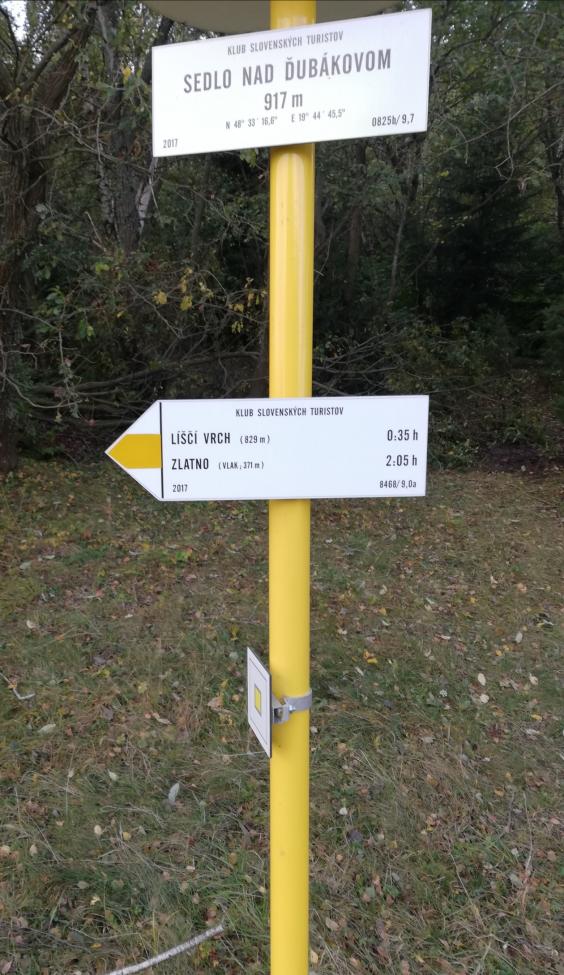 KLUB SLOVENSKÝCH TURISTOV
SEDLO NAD ĎUBÁKOVOM
917 m
N 48° 33´ 16,6" E 19° 44´ 45,5"
2017 0825b/9,7
KLUB SLOVENSKÝCH TURISTOV
LÍŠČÍ VRCH (829 m) 0:35 h
ZLATNO (VLAK; 371 m) 2:05 h
2017 8468/9,0a